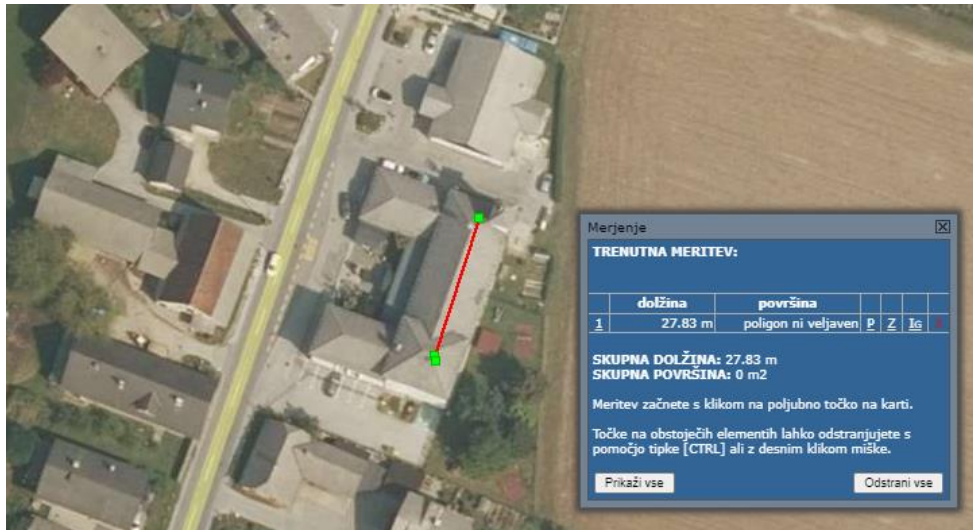 Merjenje
TRENUTNA MERITEV:
dolžina površina
1 27.83 m poligon ni veljaven P Z IG x
SKUPNA DOLŽINA: 27.83 m
SKUPNA POVRŠINA: 0 m2
Meritev začnete s klikom na poljubno točko na karti.
Točke na obstoječih elementih lahko odstranjujete s
pomočjo tipke [CTRL] ali z desnim klikom miške.
Prikaži vse Odstrani vse